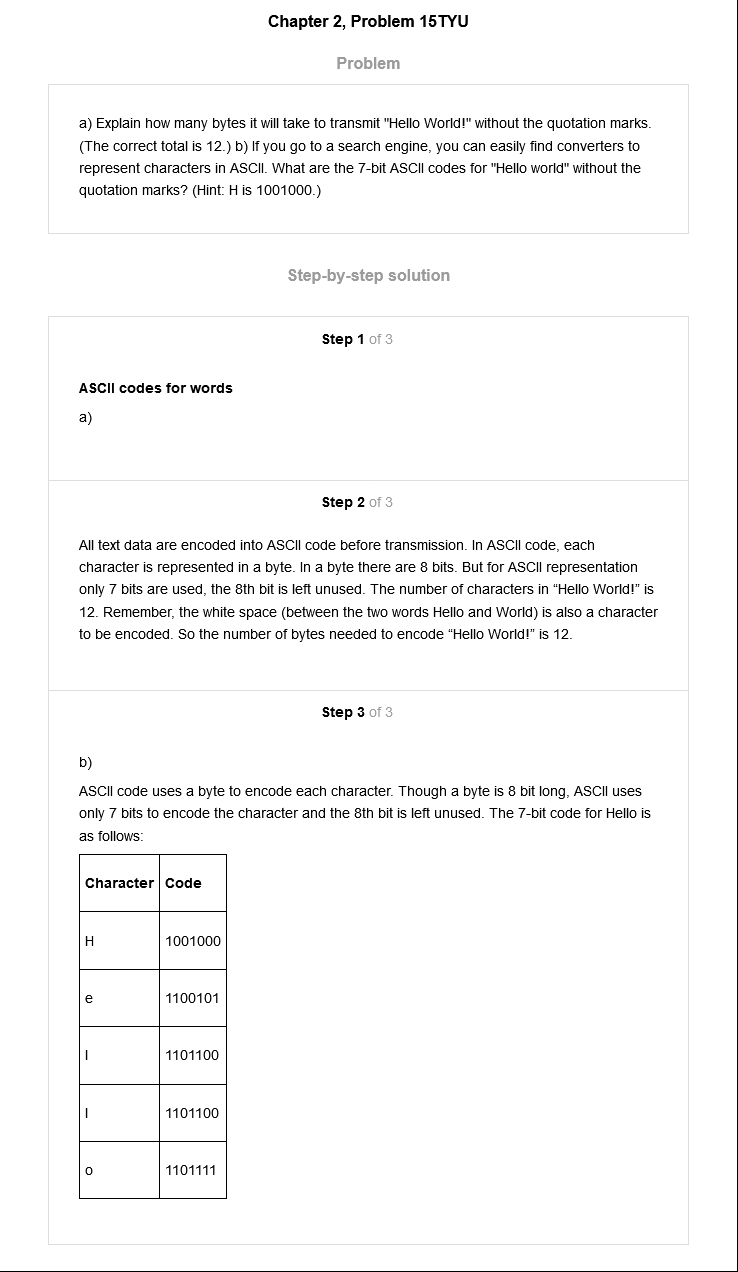 Chapter 2, Problem 15TYU
Problem
a) Explain how many bytes it will take to transmit "Hello World!" without the quotation marks.
(The correct total is 12.) b) If you go to a search engine, you can easily find converters to
represent characters in ASCII. What are the 7-bit ASCII codes for "Hello world" without the
quotation marks? (Hint: H is 1001000.)
Step-by-step solution
Step 1 of 3
ASCII codes for words
a)
Step 2 of 3
All text data are encoded into ASCII code before transmission. In ASCII code, each
character is represented in a byte. In a byte there are 8 bits. But for ASCII representation
only 7 bits are used, the 8th bit is left unused. The number of characters in “Hello World!” is
12. Remember, the white space (between the two words Hello and World) is also a character
to be encoded. So the number of bytes needed to encode “Hello World!” is 12.
Step 3 of 3
b)
ASCII code uses a byte to encode each character. Though a byte is 8 bit long, ASCII uses
only 7 bits to encode the character and the 8th bit is left unused. The 7-bit code for Hello is
as follows:
Character Code
H 1001000
e 1100101
l 1101100
l 1101100
o 1101111